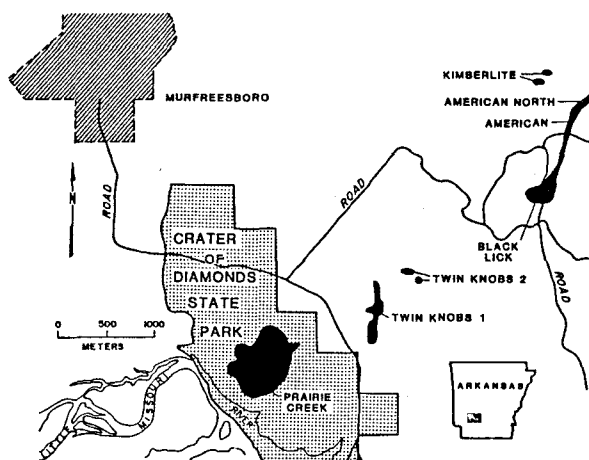 MURFREESBORO
KIMBERLITE
AMERICAN NORTH
AMERICAN
N
ROAD
ROAD
CRATER
OF
DIAMONDS
STATE
PARK
BLACK
LICK
TWIN KNOBS 2
ROAD
TWIN KNOBS 1
0 500 1000
METERS
PRAIRIE
CREEK
ARKANSAS
LITTLE
MISSOURI
RIVER